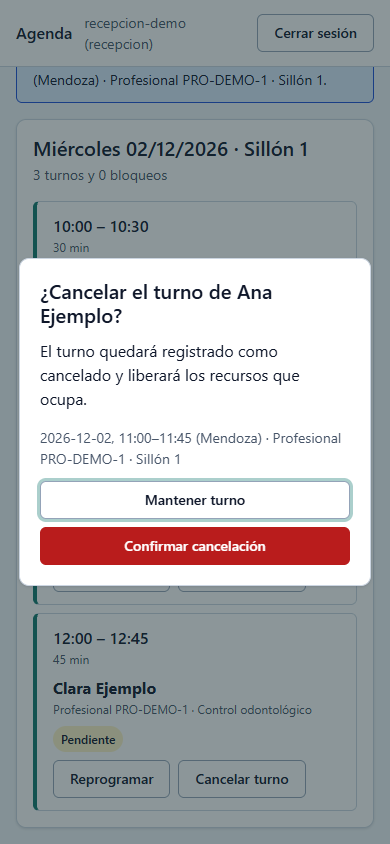 Agenda
recepcion-demo
(recepcion)
Cerrar sesión
(Mendoza) · Profesional PRO-DEMO-1 · Sillón 1.
Miércoles 02/12/2026 · Sillón 1
3 turnos y 0 bloqueos
10:00 – 10:30
30 min
¿Cancelar el turno de Ana
Ejemplo?
El turno quedará registrado como
cancelado y liberará los recursos que
ocupa.
2026-12-02, 11:00–11:45 (Mendoza) · Profesional
PRO-DEMO-1 · Sillón 1
Mantener turno
Confirmar cancelación
12:00 – 12:45
45 min
Clara Ejemplo
Profesional PRO-DEMO-1 · Control odontológico
Pendiente
Reprogramar
Cancelar turno